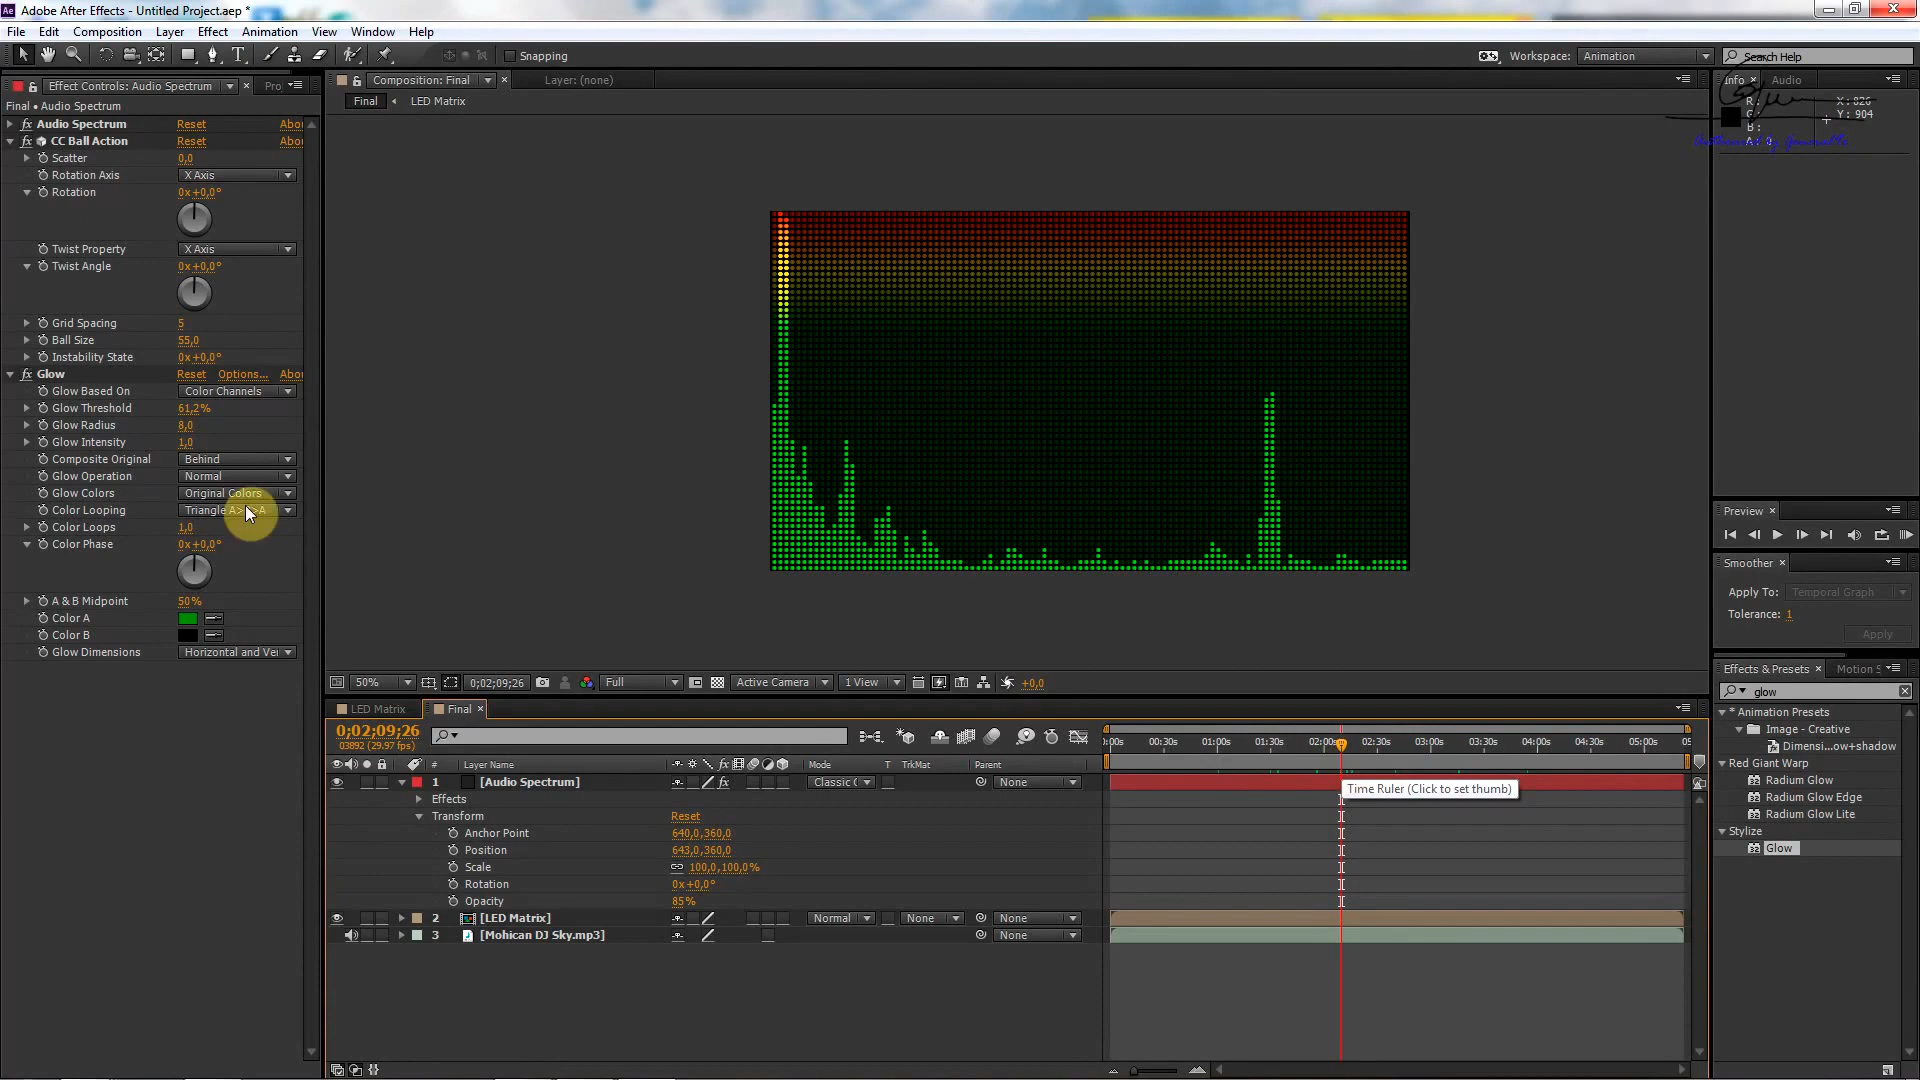 Adobe After Effects - Untitled Project.aep *
File Edit Composition Layer Effect Animation View Window Help
Snapping
Workspace: Animation
Search Help
Effect Controls: Audio Spectrum
Pro
Composition: Final
Layer: (none)
Info
Audio
Final • Audio Spectrum
Final
LED Matrix
R:
G:
B:
A: 0
X: 826
Y: 904
Audio Spectrum Reset Abou
CC Ball Action Reset Abou
Scatter 0,0
Rotation Axis X Axis
Rotation 0x+0,0°
Twist Property X Axis
Twist Angle 0x+0,0°
Grid Spacing 5
Ball Size 55,0
Instability State 0x+0,0°
Glow Reset Options... Abou
Glow Based On Color Channels
Glow Threshold 61,2%
Glow Radius 8,0
Glow Intensity 1,0
Composite Original Behind
Glow Operation Normal
Glow Colors Original Colors
Color Looping Triangle A>B>A
Color Loops 1,0
Color Phase 0x+0,0°
A & B Midpoint 50%
Color A
Color B
Glow Dimensions Horizontal and Ver
50%
0;02;09;26
Full
Active Camera
1 View
+0,0
LED Matrix
Final
0;02;09;26
03892 (29.97 fps)
:00s 00:30s 01:00s 01:30s 02:00s 02:30s 03:00s 03:30s 04:00s 04:30s 05:00s 05
# Layer Name Mode T TrkMat Parent
1 [Audio Spectrum] Classic C None
Time Ruler (Click to set thumb)
Effects
Transform Reset
Anchor Point 640,0,360,0
Position 643,0,360,0
Scale 100,0,100,0%
Rotation 0x+0,0°
Opacity 85%
2 [LED Matrix] Normal None None
3 [Mohican DJ Sky.mp3] None
Preview
Smoother
Apply To: Temporal Graph
Tolerance: 1
Apply
Effects & Presets
Motion S
glow
* Animation Presets
Image - Creative
Dimensi...ow+shadow
Red Giant Warp
Radium Glow
Radium Glow Edge
Radium Glow Lite
Stylize
Glow